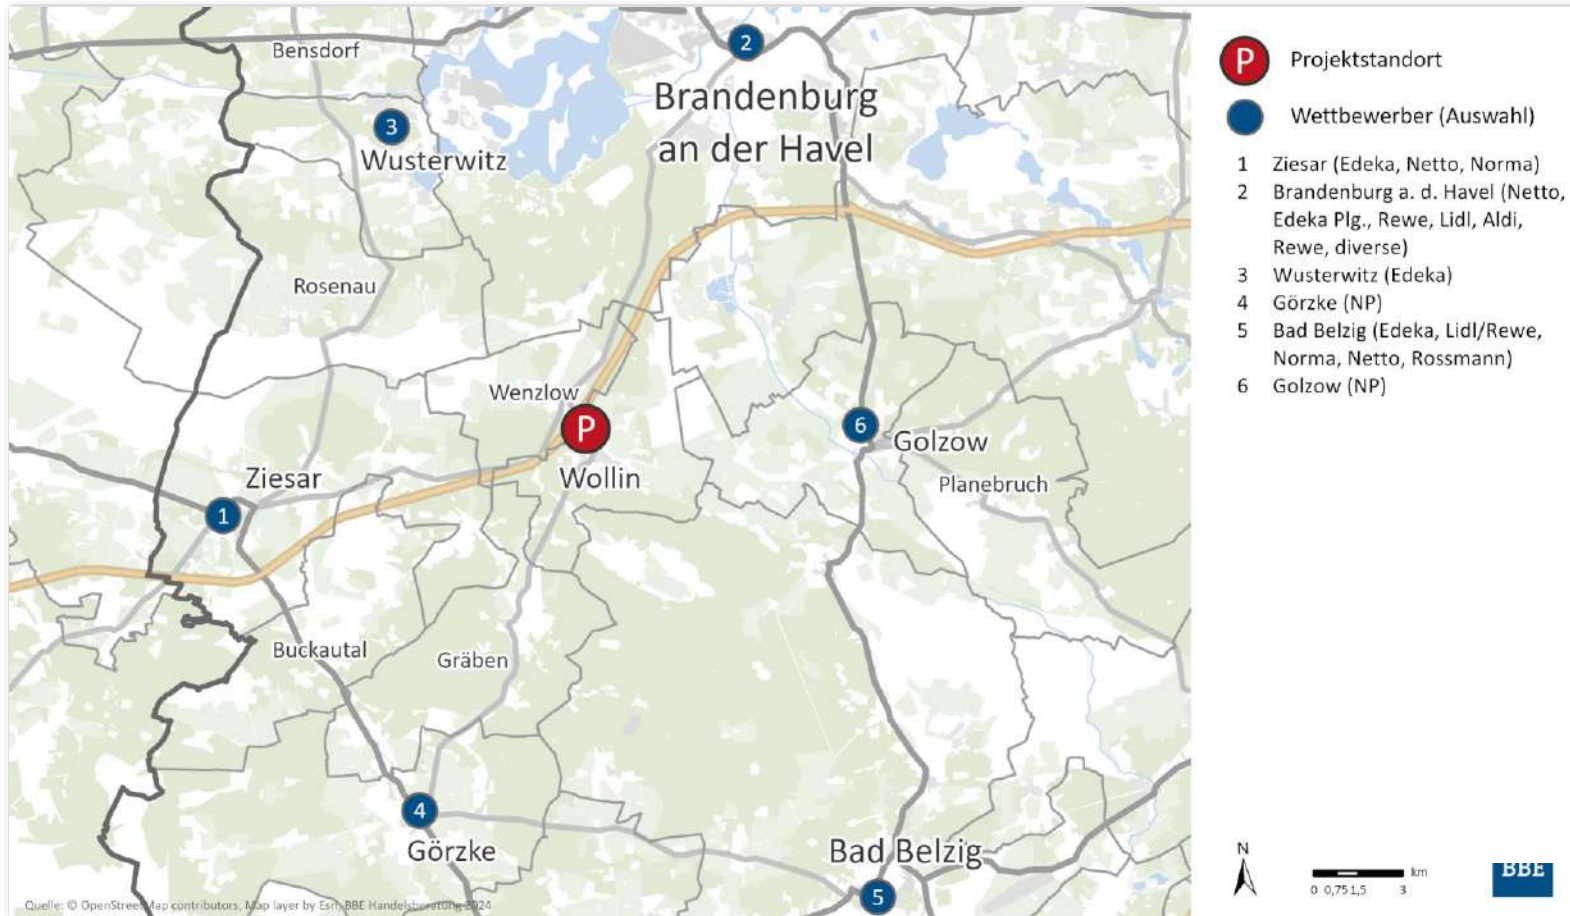 Bensdorf
2
Brandenburg
an der Havel
3
Wusterwitz
Rosenau
Wenzlow
P
Wollin
6
Golzow
Planebruch
Ziesar
1
Buckautal
Gräben
4
Görzke
Bad Belzig
5
Quelle: © OpenStreetMap contributors, Map layer by Esri, BBE Handelsberatung 2024
P Projektstandort
Wettbewerber (Auswahl)
1 Ziesar (Edeka, Netto, Norma)
2 Brandenburg a. d. Havel (Netto,
Edeka Plg., Rewe, Lidl, Aldi,
Rewe, diverse)
3 Wusterwitz (Edeka)
4 Görzke (NP)
5 Bad Belzig (Edeka, Lidl/Rewe,
Norma, Netto, Rossmann)
6 Golzow (NP)
N
km
0 0,75 1,5 3
BBE